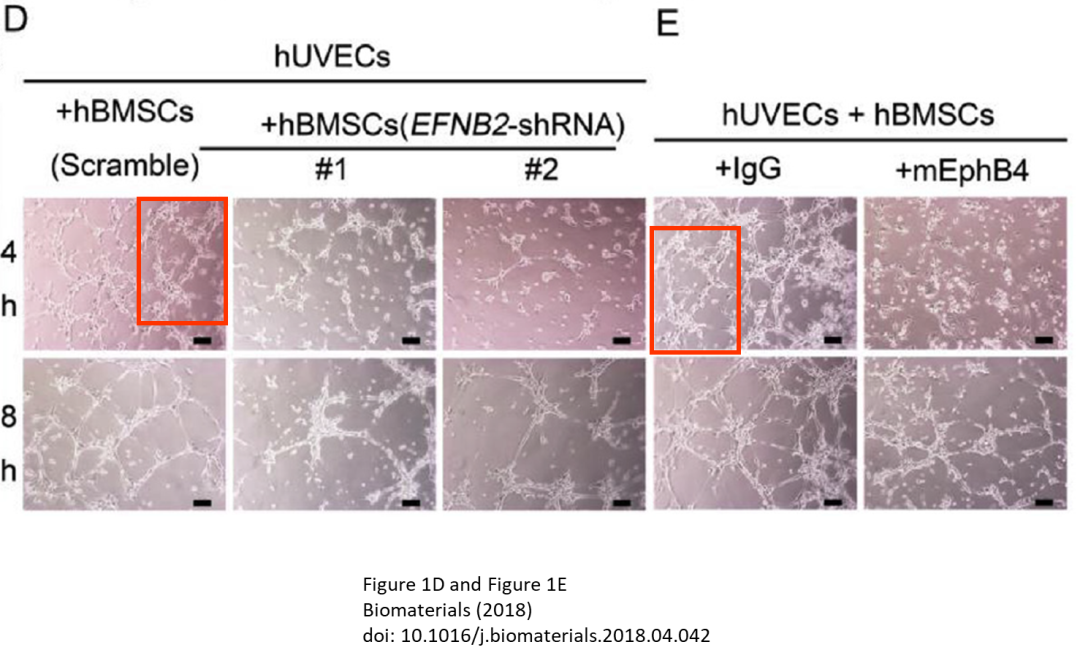 D
E
hUVECs
+hBMSCs
+hBMSCs(EFNB2-shRNA)
(Scramble)
#1
#2
hUVECs + hBMSCs
+IgG
+mEphB4
4
h
8
h
Figure 1D and Figure 1E
Biomaterials (2018)
doi: 10.1016/j.biomaterials.2018.04.042